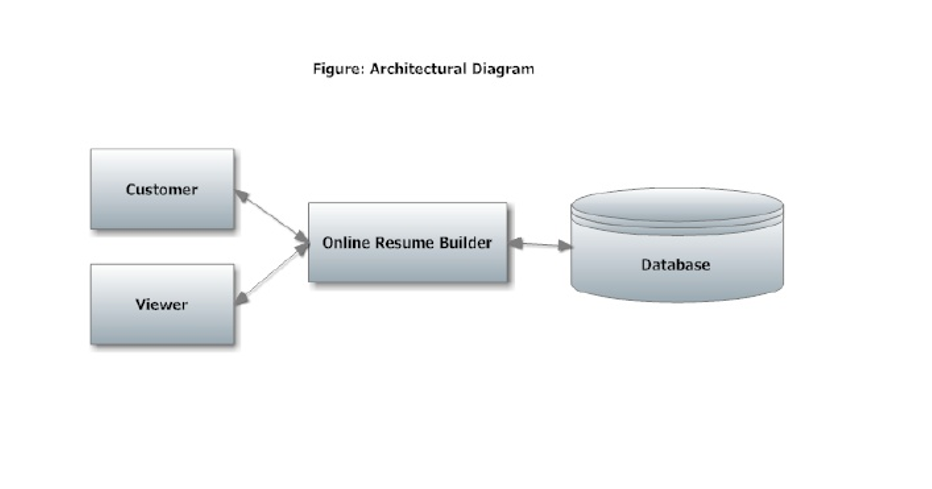 Figure: Architectural Diagram
Customer
Online Resume Builder
Database
Viewer